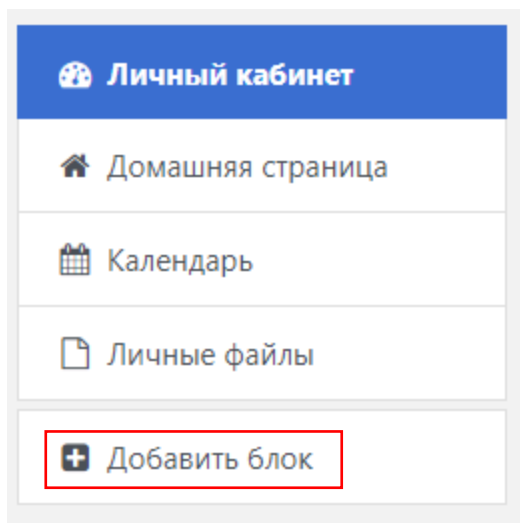 Личный кабинет
Домашняя страница
Календарь
Личные файлы
Добавить блок